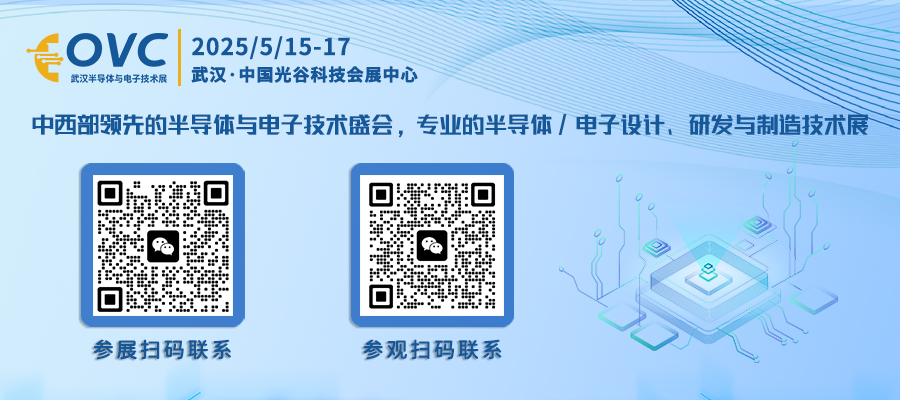 OVC
武汉半导体与电子技术展
2025/5/15-17
武汉·中国光谷科技会展中心
中西部领先的半导体与电子技术盛会，专业的半导体/电子设计、研发与制造技术展
参展扫码联系
参观扫码联系